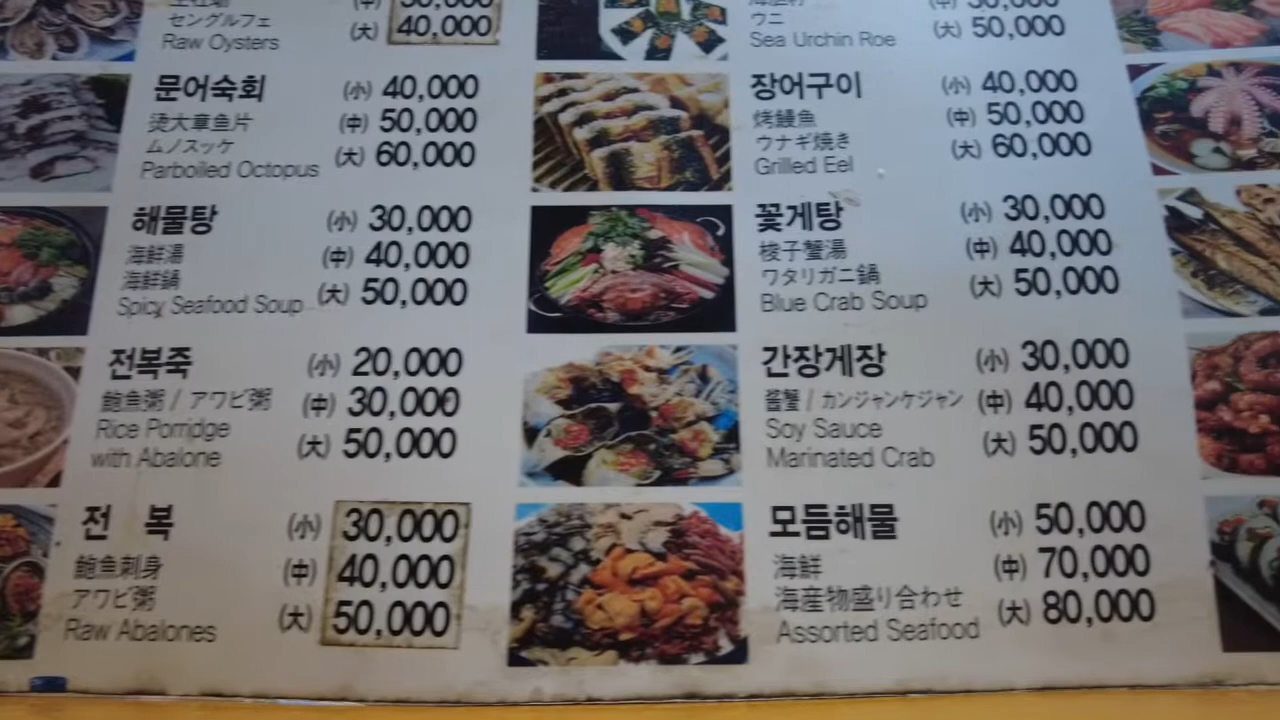 セングルフェ (大) 40,000
Raw Oysters
문어숙회 (小) 40,000
烫大章鱼片 (中) 50,000
ムノスッケ (大) 60,000
Parboiled Octopus
해물탕 (小) 30,000
海鮮湯 (中) 40,000
海鮮鍋 (大) 50,000
Spicy Seafood Soup
전복죽 (小) 20,000
鮑魚粥 / アワビ粥 (中) 30,000
Rice Porridge (大) 50,000
with Abalone
전 복 (小) 30,000
鮑魚刺身 (中) 40,000
アワビ粥 (大) 50,000
Raw Abalones
ウニ (大) 50,000
Sea Urchin Roe
장어구이 (小) 40,000
烤鰻魚 (中) 50,000
ウナギ焼き (大) 60,000
Grilled Eel
꽃게탕 (小) 30,000
梭子蟹湯 (中) 40,000
ワタリガニ鍋 (大) 50,000
Blue Crab Soup
간장게장 (小) 30,000
醤蟹 / カンジャンケジャン (中) 40,000
Soy Sauce (大) 50,000
Marinated Crab
모듬해물 (小) 50,000
海鮮 (中) 70,000
海産物盛り合わせ (大) 80,000
Assorted Seafood